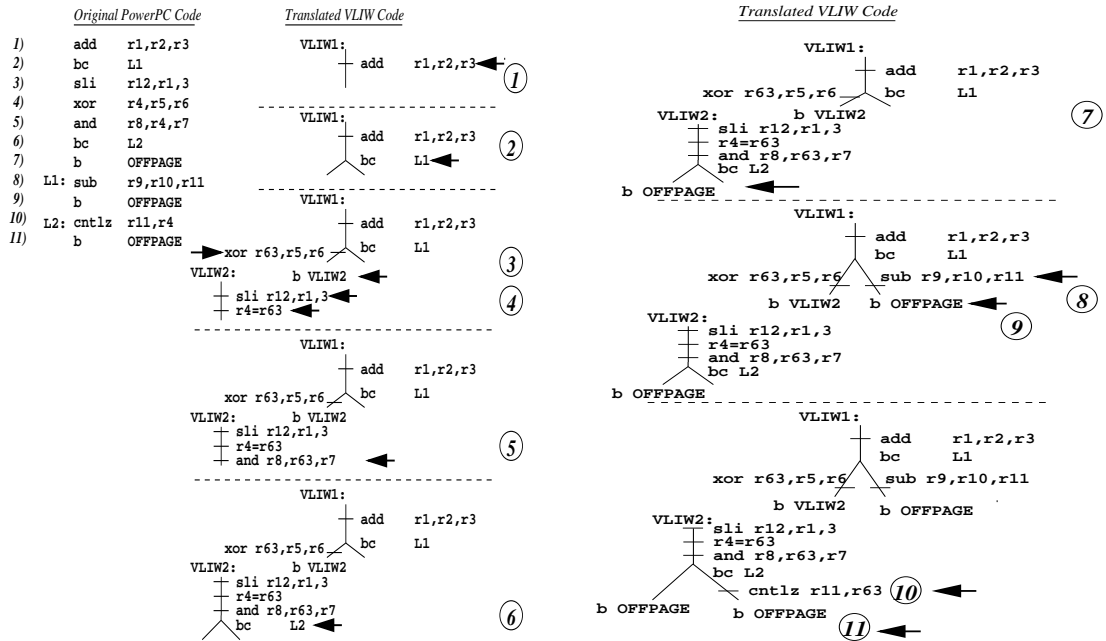 Original PowerPC Code
Translated VLIW Code
1) add r1,r2,r3
2) bc L1
3) sli r12,r1,3
4) xor r4,r5,r6
5) and r8,r4,r7
6) bc L2
7) b OFFPAGE
8) L1: sub r9,r10,r11
9) b OFFPAGE
10) L2: cntlz r11,r4
11) b OFFPAGE
VLIW1:
add r1,r2,r3
1
VLIW1:
add r1,r2,r3
bc L1
2
VLIW1:
add r1,r2,r3
bc L1
xor r63,r5,r6
b VLIW2
3
VLIW2:
sli r12,r1,3
r4=r63
4
VLIW1:
add r1,r2,r3
bc L1
xor r63,r5,r6
b VLIW2
VLIW2:
sli r12,r1,3
r4=r63
and r8,r63,r7
5
VLIW1:
add r1,r2,r3
bc L1
xor r63,r5,r6
b VLIW2
VLIW2:
sli r12,r1,3
r4=r63
and r8,r63,r7
bc L2
6
Translated VLIW Code
VLIW1:
add r1,r2,r3
bc L1
xor r63,r5,r6
b VLIW2
7
VLIW2:
sli r12,r1,3
r4=r63
and r8,r63,r7
bc L2
b OFFPAGE
VLIW1:
add r1,r2,r3
bc L1
xor r63,r5,r6 sub r9,r10,r11
8
b VLIW2 b OFFPAGE
9
VLIW2:
sli r12,r1,3
r4=r63
and r8,r63,r7
bc L2
b OFFPAGE
VLIW1:
add r1,r2,r3
bc L1
xor r63,r5,r6 sub r9,r10,r11
b VLIW2 b OFFPAGE
VLIW2:
sli r12,r1,3
r4=r63
and r8,r63,r7
bc L2
cntlz r11,r63 10
b OFFPAGE b OFFPAGE
11